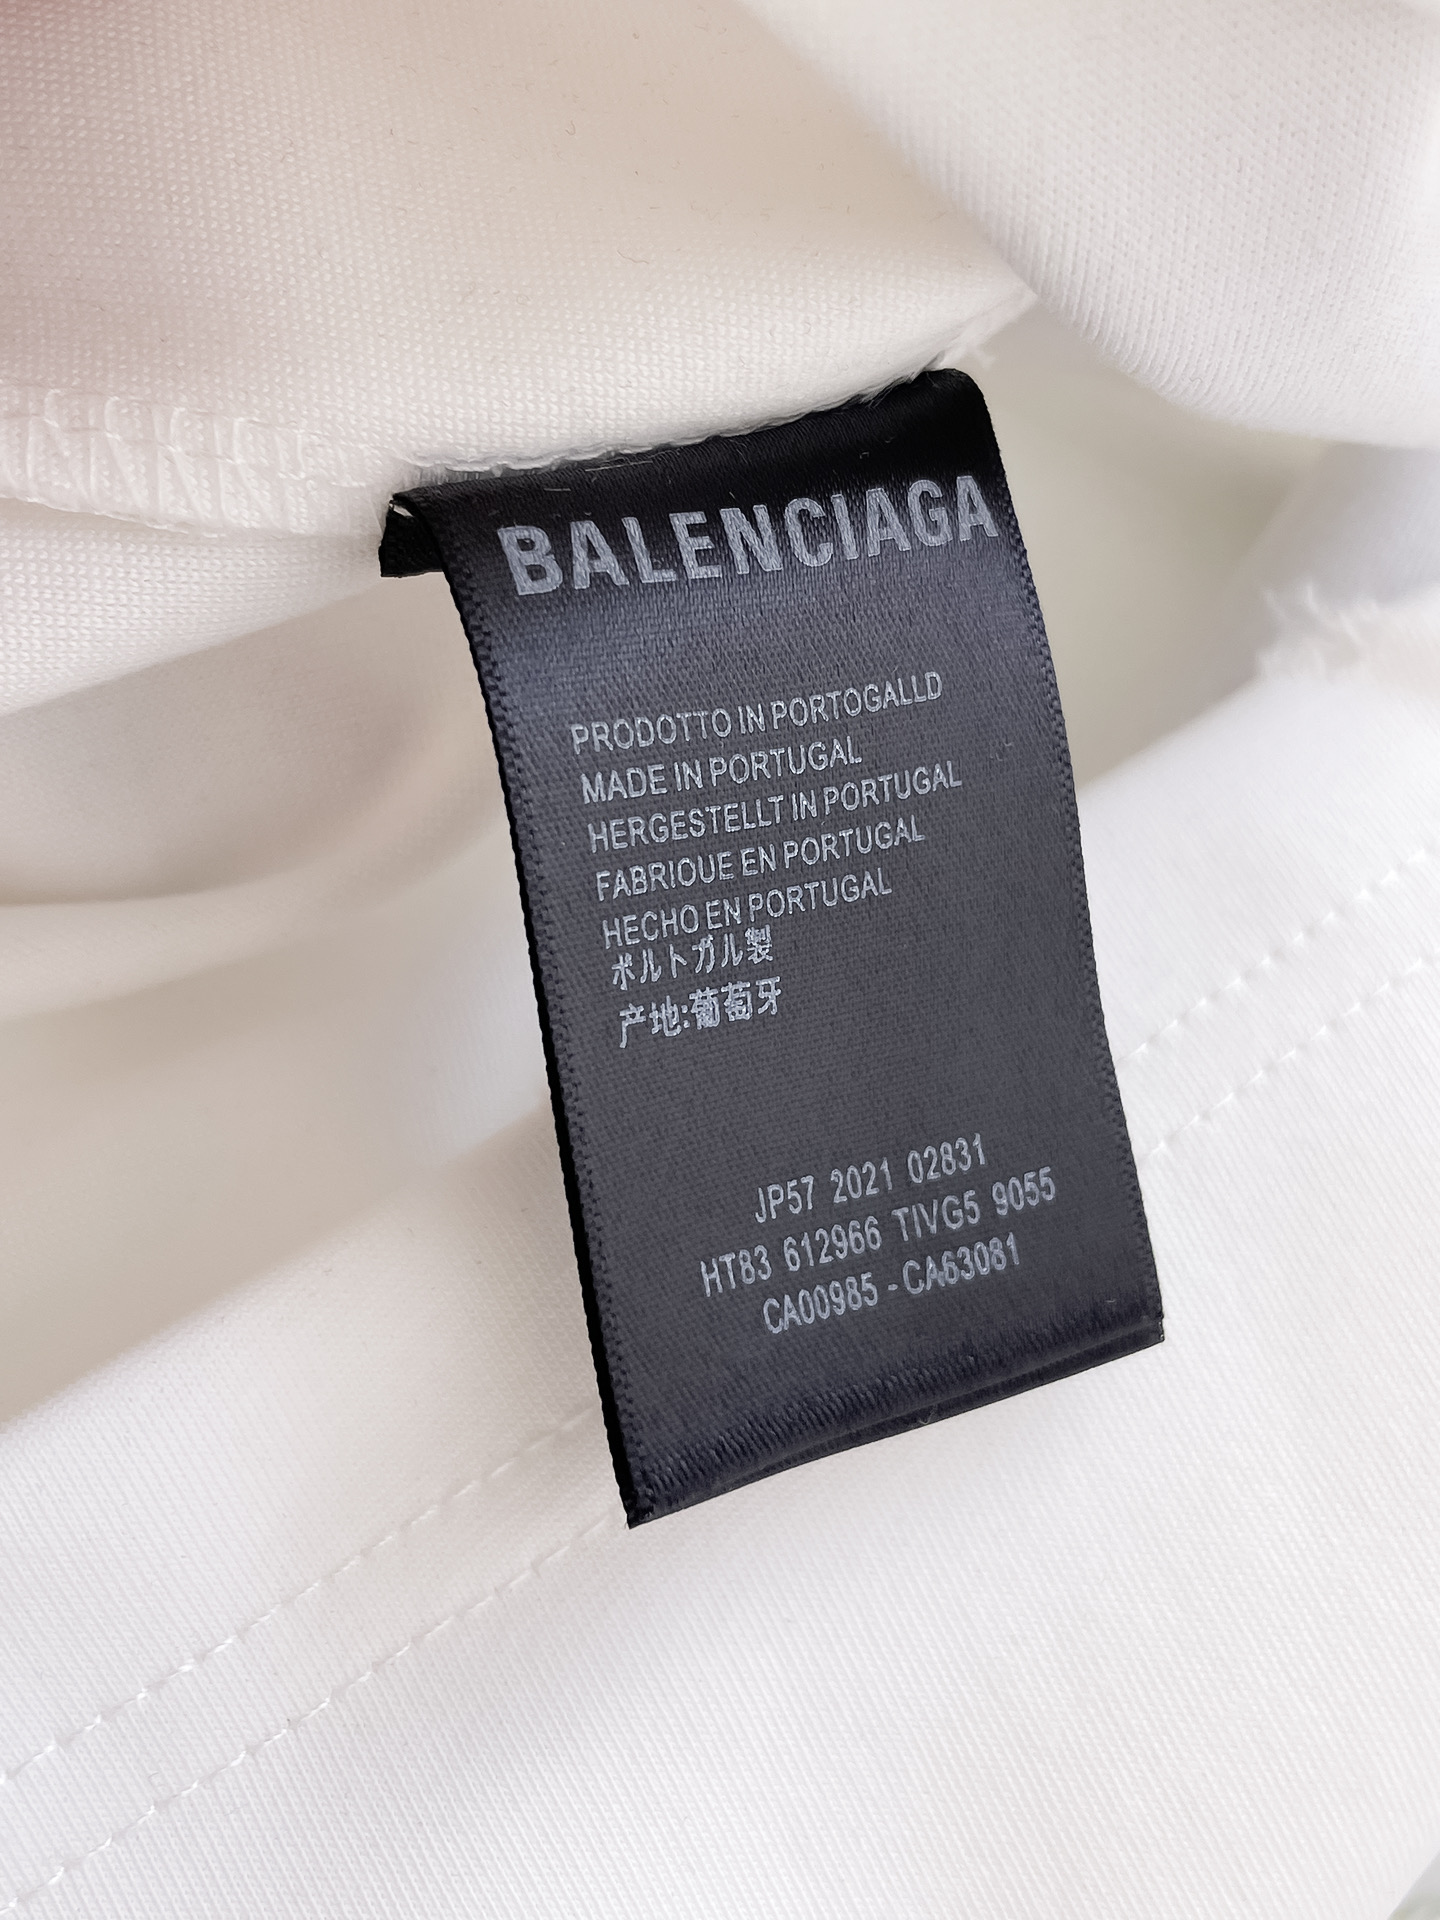 BALENCIAGA
PRODOTTO IN PORTOGALLD
MADE IN PORTUGAL
HERGESTELLT IN PORTUGAL
FABRIOUE EN PORTUGAL
HECHO EN PORTUGAL
ポルトガル製
产地:葡萄牙
JP57 2021 02831
HT83 612966 TIVG5 9055
CA00985 - CA63081